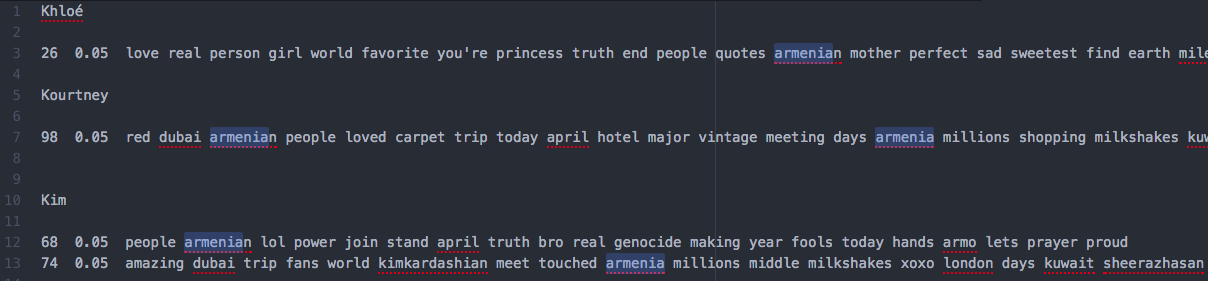 1 Khloé
2
3 26 0.05 love real person girl world favorite you're princess truth end people quotes armenian mother perfect sad sweetest find earth
4
5 Kourtney
6
7 98 0.05 red dubai armenian people loved carpet trip today april hotel major vintage meeting days armenia millions shopping milkshakes
8
9
10 Kim
11
12 68 0.05 people armenian lol power join stand april truth bro real genocide making year fools today hands armo lets prayer proud
13 74 0.05 amazing dubai trip fans world kimkardashian meet touched armenia millions middle milkshakes xoxo london days kuwait sheerazhasan